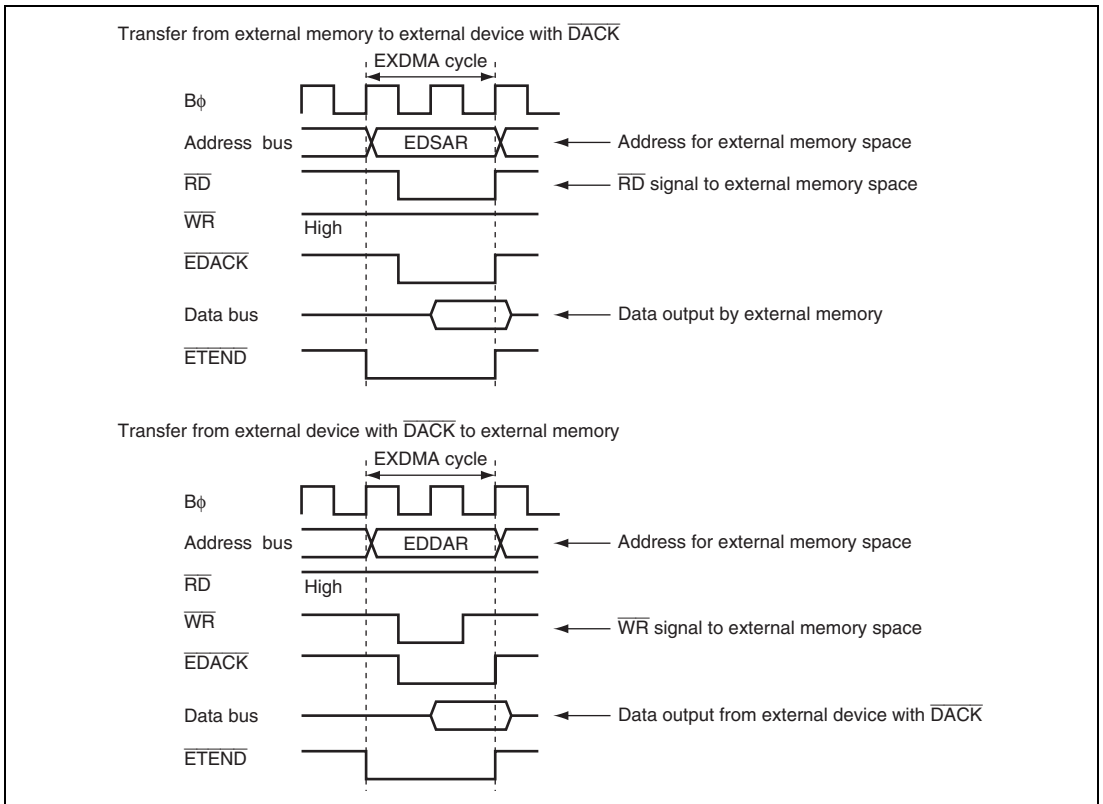 Transfer from external memory to external device with DACK
EXDMA cycle
Bϕ
Address bus
EDSAR
Address for external memory space
RD
RD signal to external memory space
WR
High
EDACK
Data bus
Data output by external memory
ETEND
Transfer from external device with DACK to external memory
EXDMA cycle
Bϕ
Address bus
EDDAR
Address for external memory space
RD
High
WR
WR signal to external memory space
EDACK
Data bus
Data output from external device with DACK
ETEND